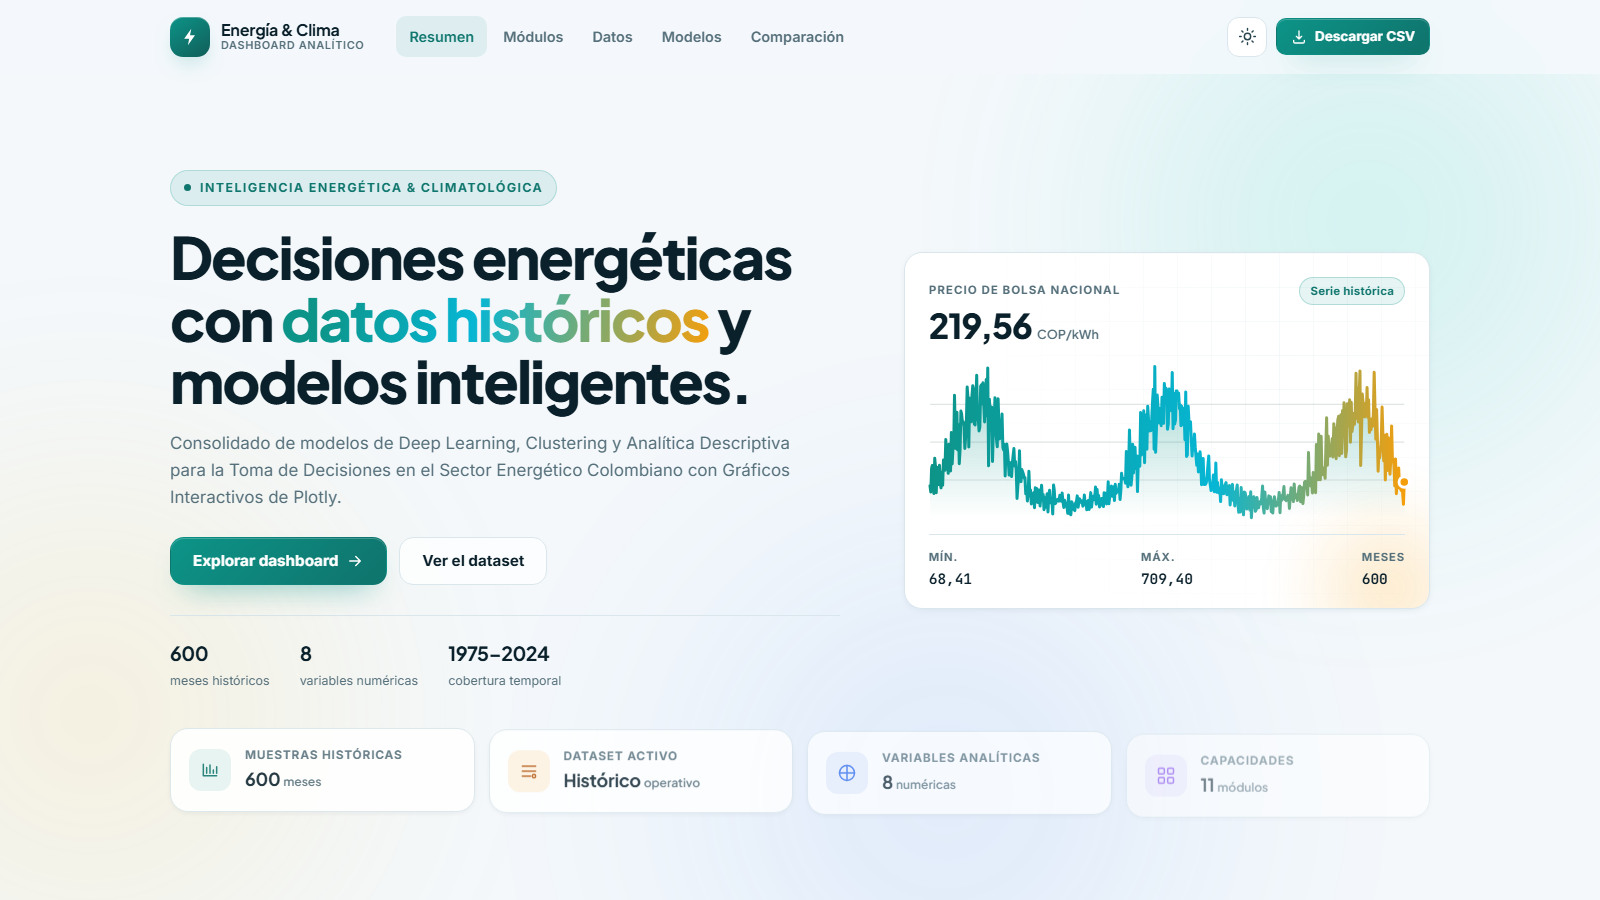 Energía & Clima
DASHBOARD ANALÍTICO
Resumen
Módulos
Datos
Modelos
Comparación
Descargar CSV
INTELIGENCIA ENERGÉTICA & CLIMATOLÓGICA
Decisiones energéticas
con datos históricos y
modelos inteligentes.
Consolidado de modelos de Deep Learning, Clustering y Analítica Descriptiva
para la Toma de Decisiones en el Sector Energético Colombiano con Gráficos
Interactivos de Plotly.
Explorar dashboard →
Ver el dataset
600
meses históricos
8
variables numéricas
1975–2024
cobertura temporal
PRECIO DE BOLSA NACIONAL
Serie histórica
219,56 COP/kWh
MÍN.
68,41
MÁX.
709,40
MESES
600
MUESTRAS HISTÓRICAS
600 meses
DATASET ACTIVO
Histórico operativo
VARIABLES ANALÍTICAS
8 numéricas
CAPACIDADES
11 módulos